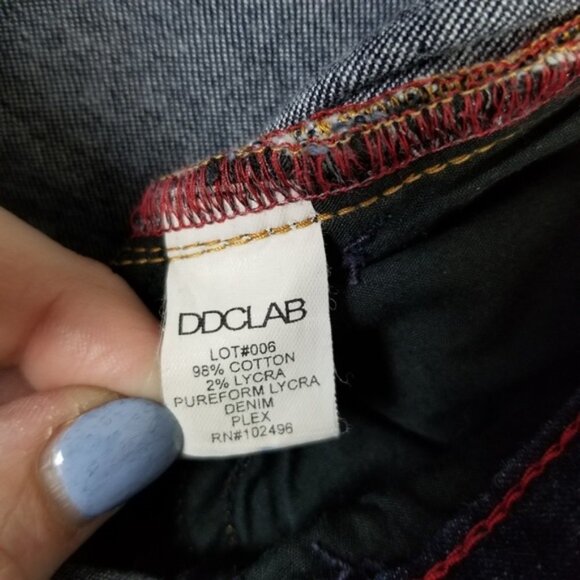 DDCLAB
LOT#006
98% COTTON
2% LYCRA
PUREFORM LYCRA
DENIM
PLEX
RN#102496